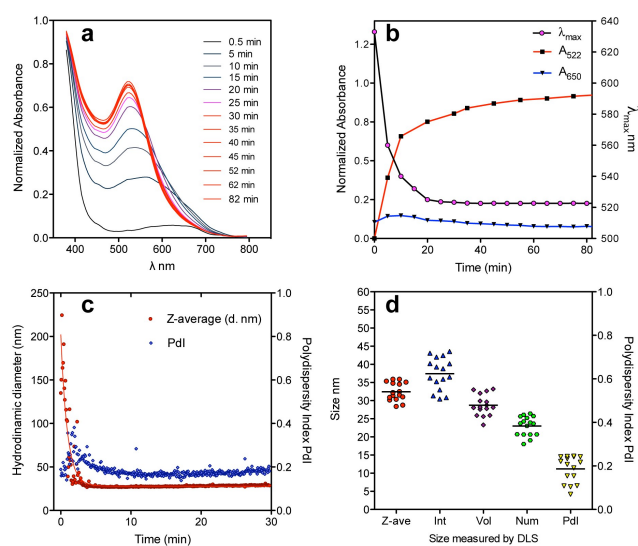 a
Normalized Absorbance
1.0
0.8
0.6
0.4
0.2
0.0
400
500
600
700
800
λ nm
0.5 min
5 min
10 min
15 min
20 min
25 min
30 min
35 min
40 min
45 min
52 min
62 min
82 min
b
Normalized Absorbance
1.2
1.0
0.8
0.5
0.2
0.0
0
20
40
60
80
Time (min)
λmax
A522
A650
640
620
600
580
560
540
520
500
λmax nm
c
Hydrodinamic diameter (nm)
250
200
150
100
50
0
0
10
20
30
Time (min)
Z-average (d. nm)
PdI
1.0
0.8
0.6
0.4
0.2
0.0
Polydispersity Index PdI
d
Size nm
60
55
50
45
40
35
30
25
20
15
10
5
0
Z-ave
Int
Vol
Num
PdI
Size measured by DLS
1.0
0.8
0.6
0.4
0.2
0.0
Polydispersity Index PdI